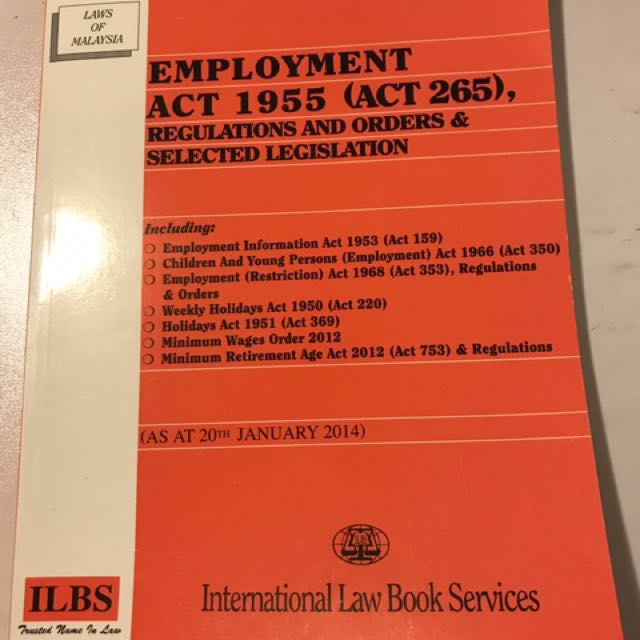 LAWS
OF
MALAYSIA
EMPLOYMENT
ACT 1955 (ACT 265),
REGULATIONS AND ORDERS &
SELECTED LEGISLATION
Including:
❍ Employment Information Act 1953 (Act 159)
❍ Children And Young Persons (Employment) Act 1966 (Act 350)
❍ Employment (Restriction) Act 1968 (Act 353), Regulations
& Orders
❍ Weekly Holidays Act 1950 (Act 220)
❍ Holidays Act 1951 (Act 369)
❍ Minimum Wages Order 2012
❍ Minimum Retirement Age Act 2012 (Act 753) & Regulations
(AS AT 20TH JANUARY 2014)
International Law Book Services
ILBS
Trusted Name In Law